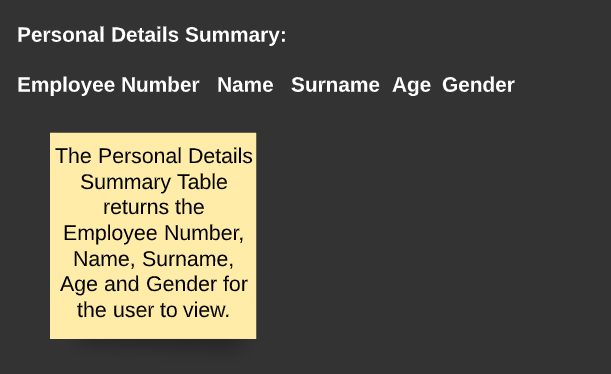 Personal Details Summary:
Employee Number Name Surname Age Gender
The Personal Details
Summary Table
returns the
Employee Number,
Name, Surname,
Age and Gender for
the user to view.